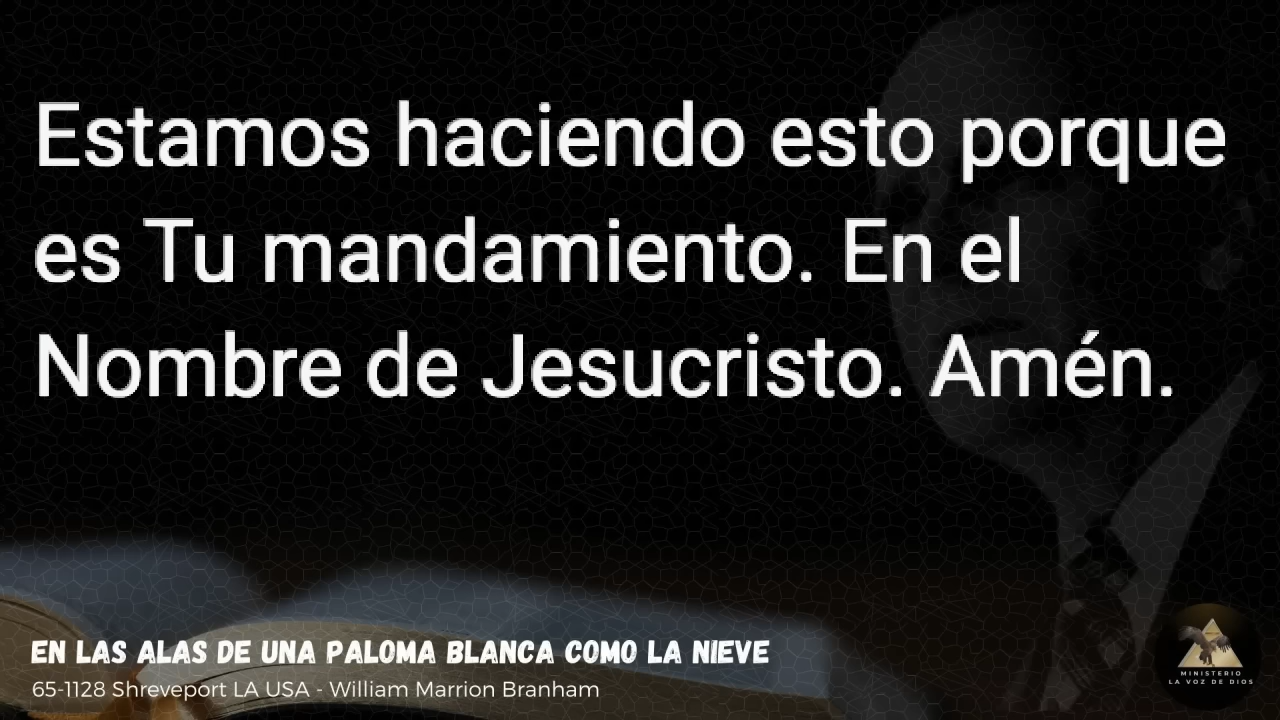 Estamos haciendo esto porque
es Tu mandamiento. En el
Nombre de Jesucristo. Amén.
EN LAS ALAS DE UNA PALOMA BLANCA COMO LA NIEVE
65-1128 Shreveport LA USA - William Marrion Branham
MINISTERIO
LA VOZ DE DIOS